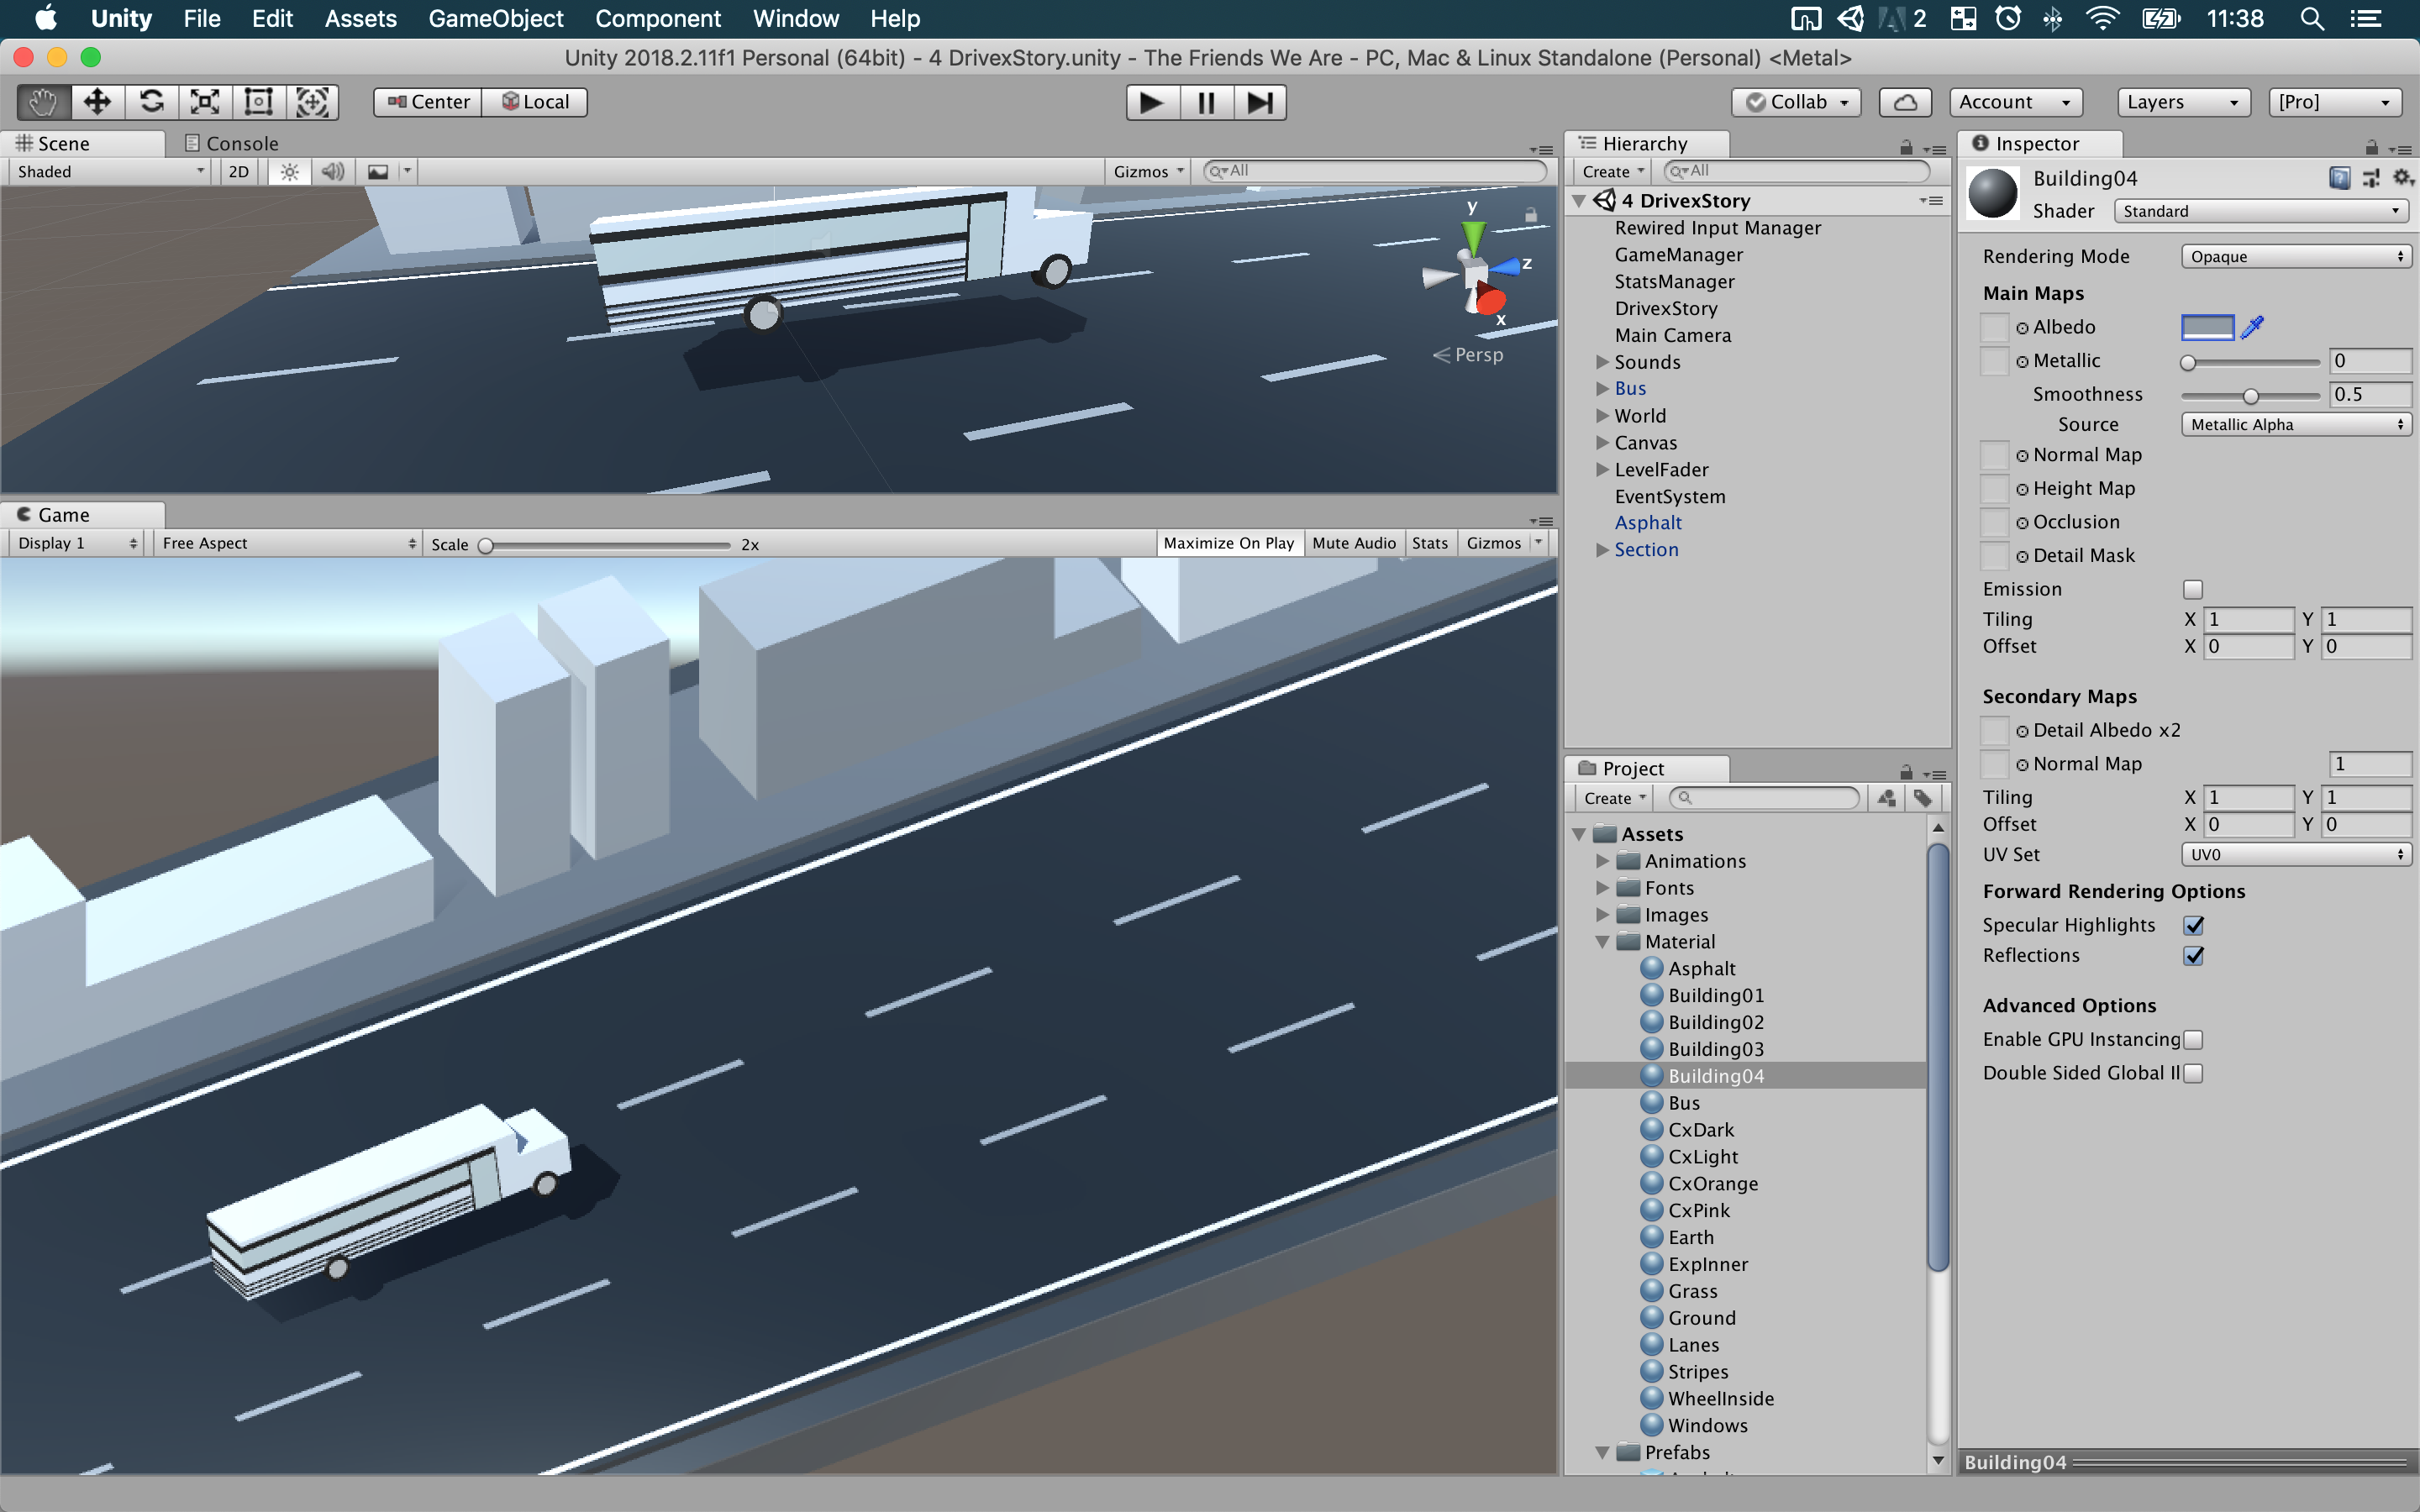 Unity File Edit Assets GameObject Component Window Help 2 11:38
Unity 2018.2.11f1 Personal (64bit) - 4 DrivexStory.unity - The Friends We Are - PC, Mac & Linux Standalone (Personal) <Metal>
Center Local Collab Account Layers [Pro]
Scene Console
Shaded 2D Gizmos All
y
z
x
Persp
Game
Display 1 Free Aspect Scale 2x Maximize On Play Mute Audio Stats Gizmos
Hierarchy
Create All
4 DrivexStory
Rewired Input Manager
GameManager
StatsManager
DrivexStory
Main Camera
Sounds
Bus
World
Canvas
LevelFader
EventSystem
Asphalt
Section
Project
Create
Assets
Animations
Fonts
Images
Material
Asphalt
Building01
Building02
Building03
Building04
Bus
CxDark
CxLight
CxOrange
CxPink
Earth
ExpInner
Grass
Ground
Lanes
Stripes
WheelInside
Windows
Prefabs
Inspector
Building04
Shader Standard
Rendering Mode Opaque
Main Maps
Albedo
Metallic 0
Smoothness 0.5
Source Metallic Alpha
Normal Map
Height Map
Occlusion
Detail Mask
Emission
Tiling X 1 Y 1
Offset X 0 Y 0
Secondary Maps
Detail Albedo x2
Normal Map 1
Tiling X 1 Y 1
Offset X 0 Y 0
UV Set UV0
Forward Rendering Options
Specular Highlights
Reflections
Advanced Options
Enable GPU Instancing
Double Sided Global Il
Building04